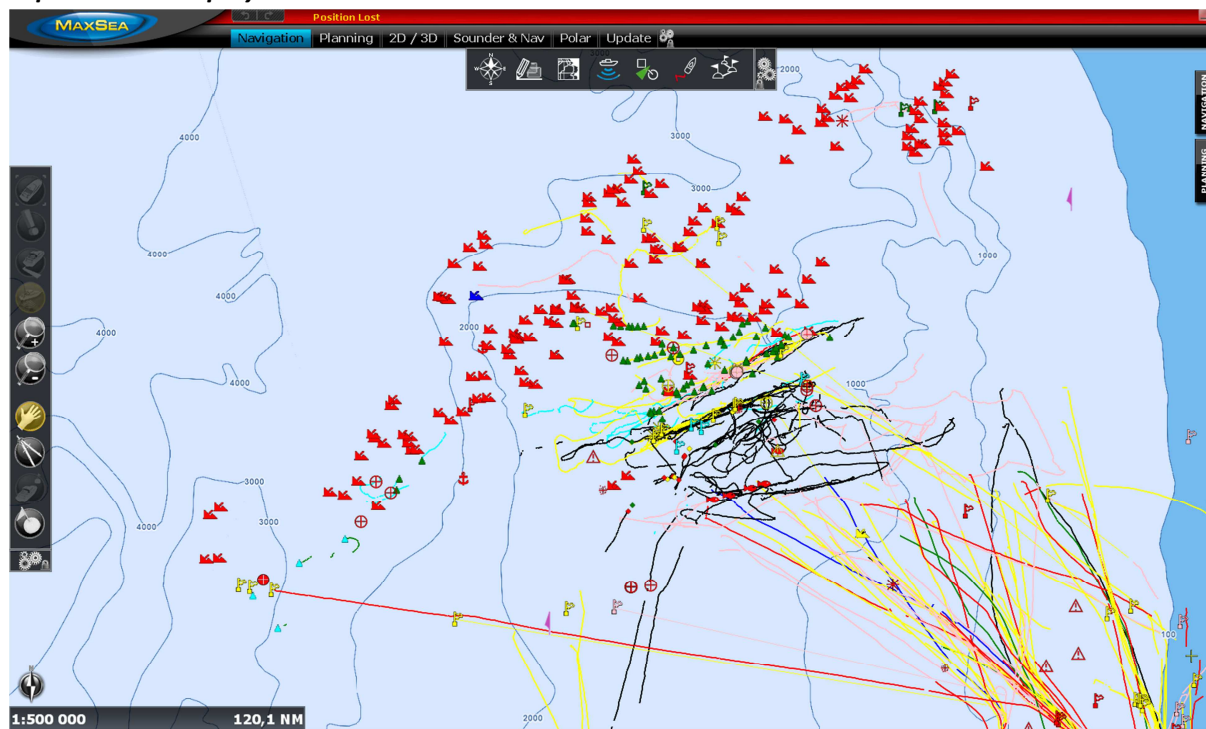 MAXSEA
Position Lost
Navigation Planning 2D / 3D Sounder & Nav Polar Update
N
W E
S
NAVIGATION
PLANNING
2000
3000
4000
3000
4000
1000
4000
2000
4000
1000
3000
3000
4000
100
2000
1:500 000 120,1 NM